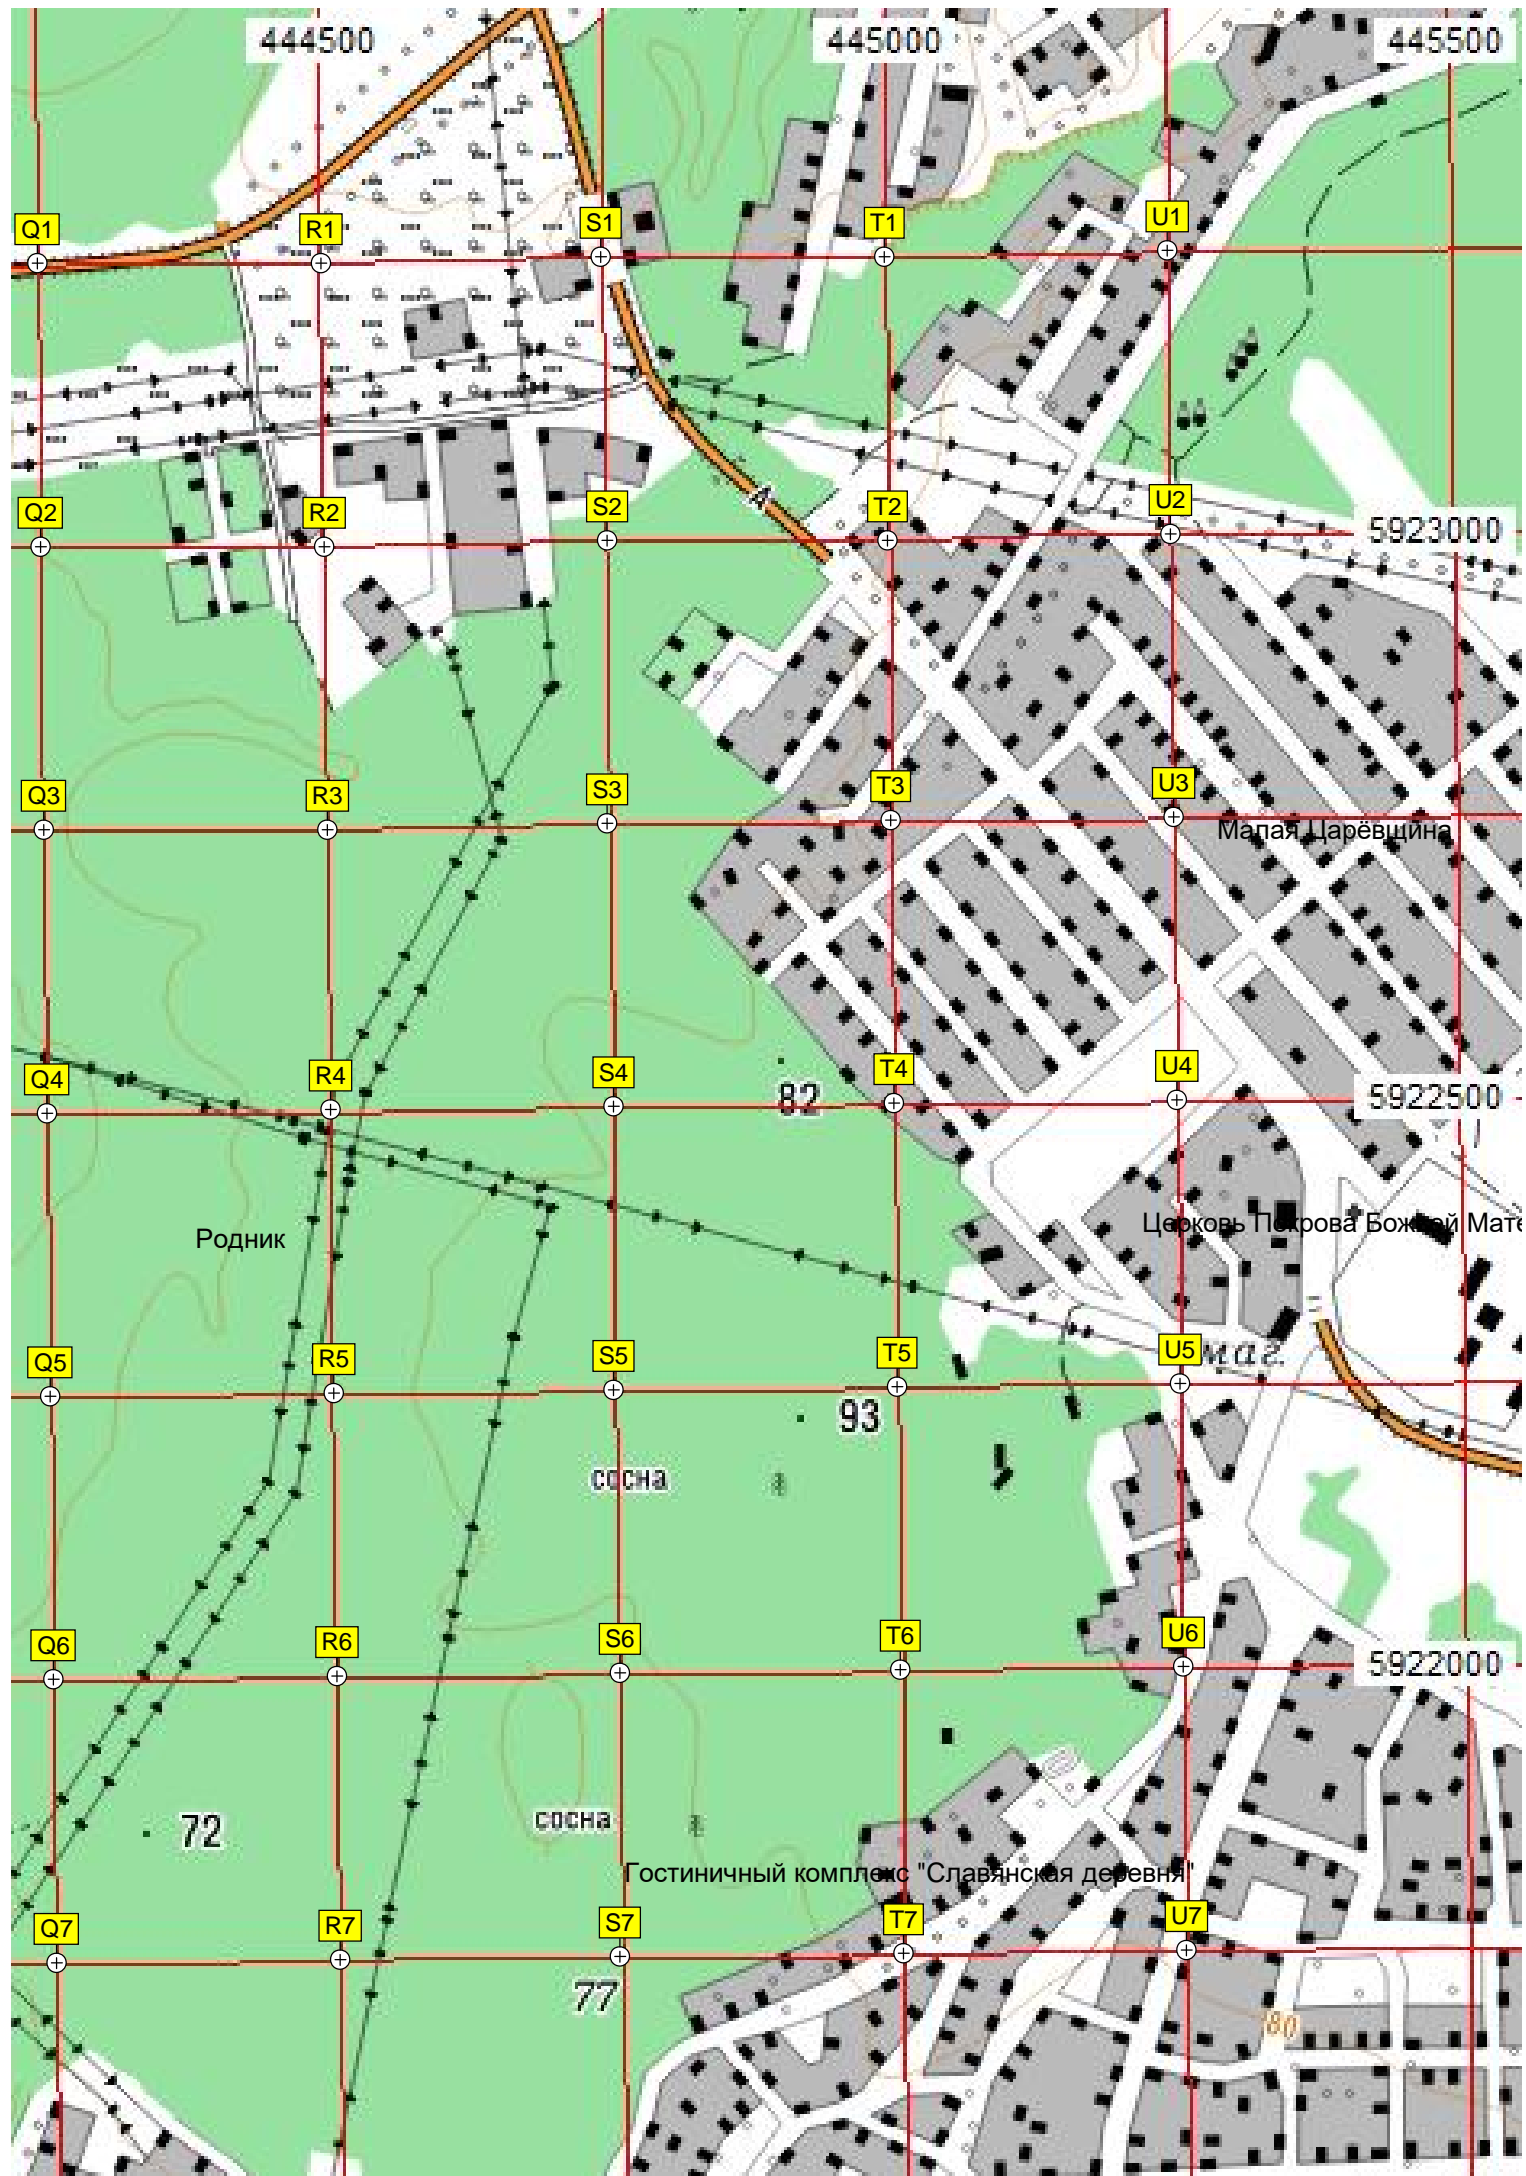 444500 445000 445500
Q1 R1 S1 T1 U1
Q2 R2 S2 T2 U2
5923000
Q3 R3 S3 T3 U3
Малая Царёвщина
Q4 R4 S4 T4 U4
82
5922500
Родник
Церковь Покрова Божией Мате
Q5 R5 S5 T5 U5
маг.
93
сосна
Q6 R6 S6 T6 U6
5922000
72
сосна
Гостиничный комплекс "Славянская деревня"
Q7 R7 S7 T7 U7
77
80